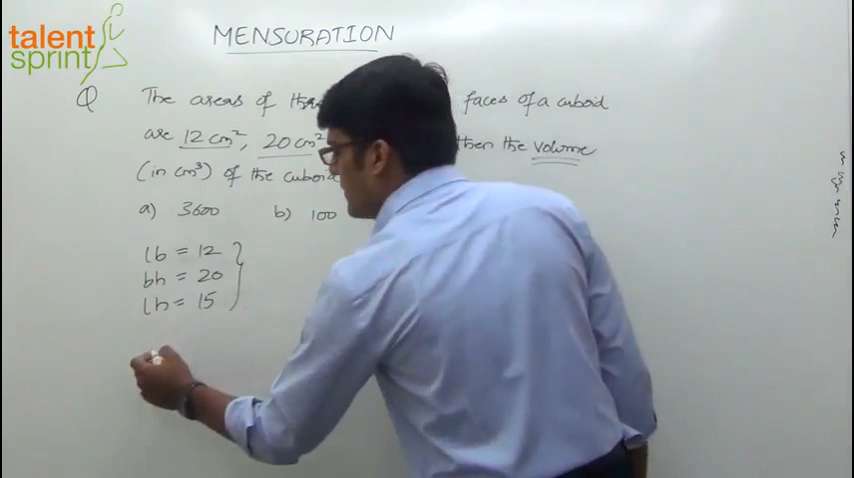 talent
sprint
MENSURATION
Q The areas of faces of a cuboid
are 12 cm², 20 cm² then the volume
(in cm³) of the cuboid
a) 3600 b) 100
lb = 12
bh = 20
lh = 15